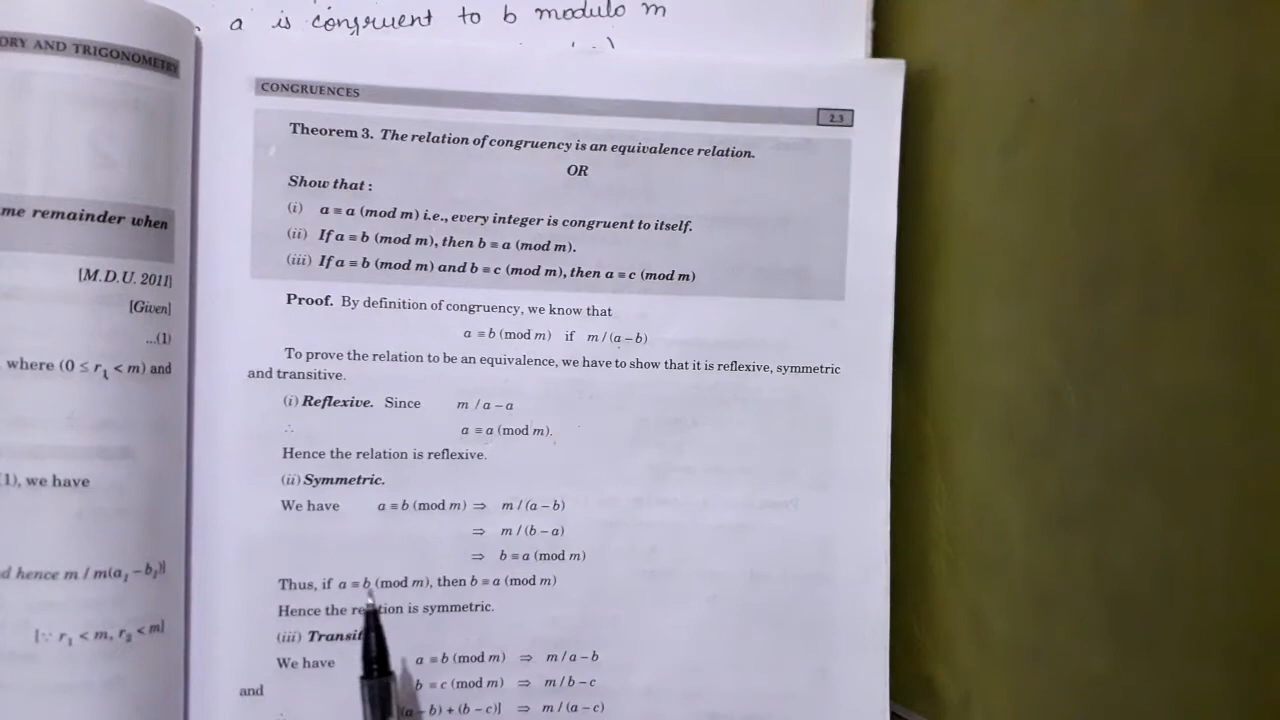 a is congruent to b modulo m
ORY AND TRIGONOMETRY
me remainder when
[M.D.U. 2011]
[Given]
...(1)
where (0 ≤ r₁ < m) and
(1), we have
d hence m / m(a₁ – b₁)]
[∵ r₁ < m, r₂ < m]
CONGRUENCES
2.3
Theorem 3. The relation of congruency is an equivalence relation.
OR
Show that :
(i) a ≡ a (mod m) i.e., every integer is congruent to itself.
(ii) If a ≡ b (mod m), then b ≡ a (mod m).
(iii) If a ≡ b (mod m) and b ≡ c (mod m), then a ≡ c (mod m)
Proof. By definition of congruency, we know that
a ≡ b (mod m) if m / (a – b)
To prove the relation to be an equivalence, we have to show that it is reflexive, symmetric
and transitive.
(i) Reflexive. Since m / a – a
∴ a ≡ a (mod m).
Hence the relation is reflexive.
(ii) Symmetric.
We have a ≡ b (mod m) ⇒ m / (a – b)
⇒ m / (b – a)
⇒ b ≡ a (mod m)
Thus, if a ≡ b (mod m), then b ≡ a (mod m)
Hence the relation is symmetric.
(iii) Transit
We have a ≡ b (mod m) ⇒ m / a – b
and b ≡ c (mod m) ⇒ m / b – c
(a – b) + (b – c)] ⇒ m / (a – c)